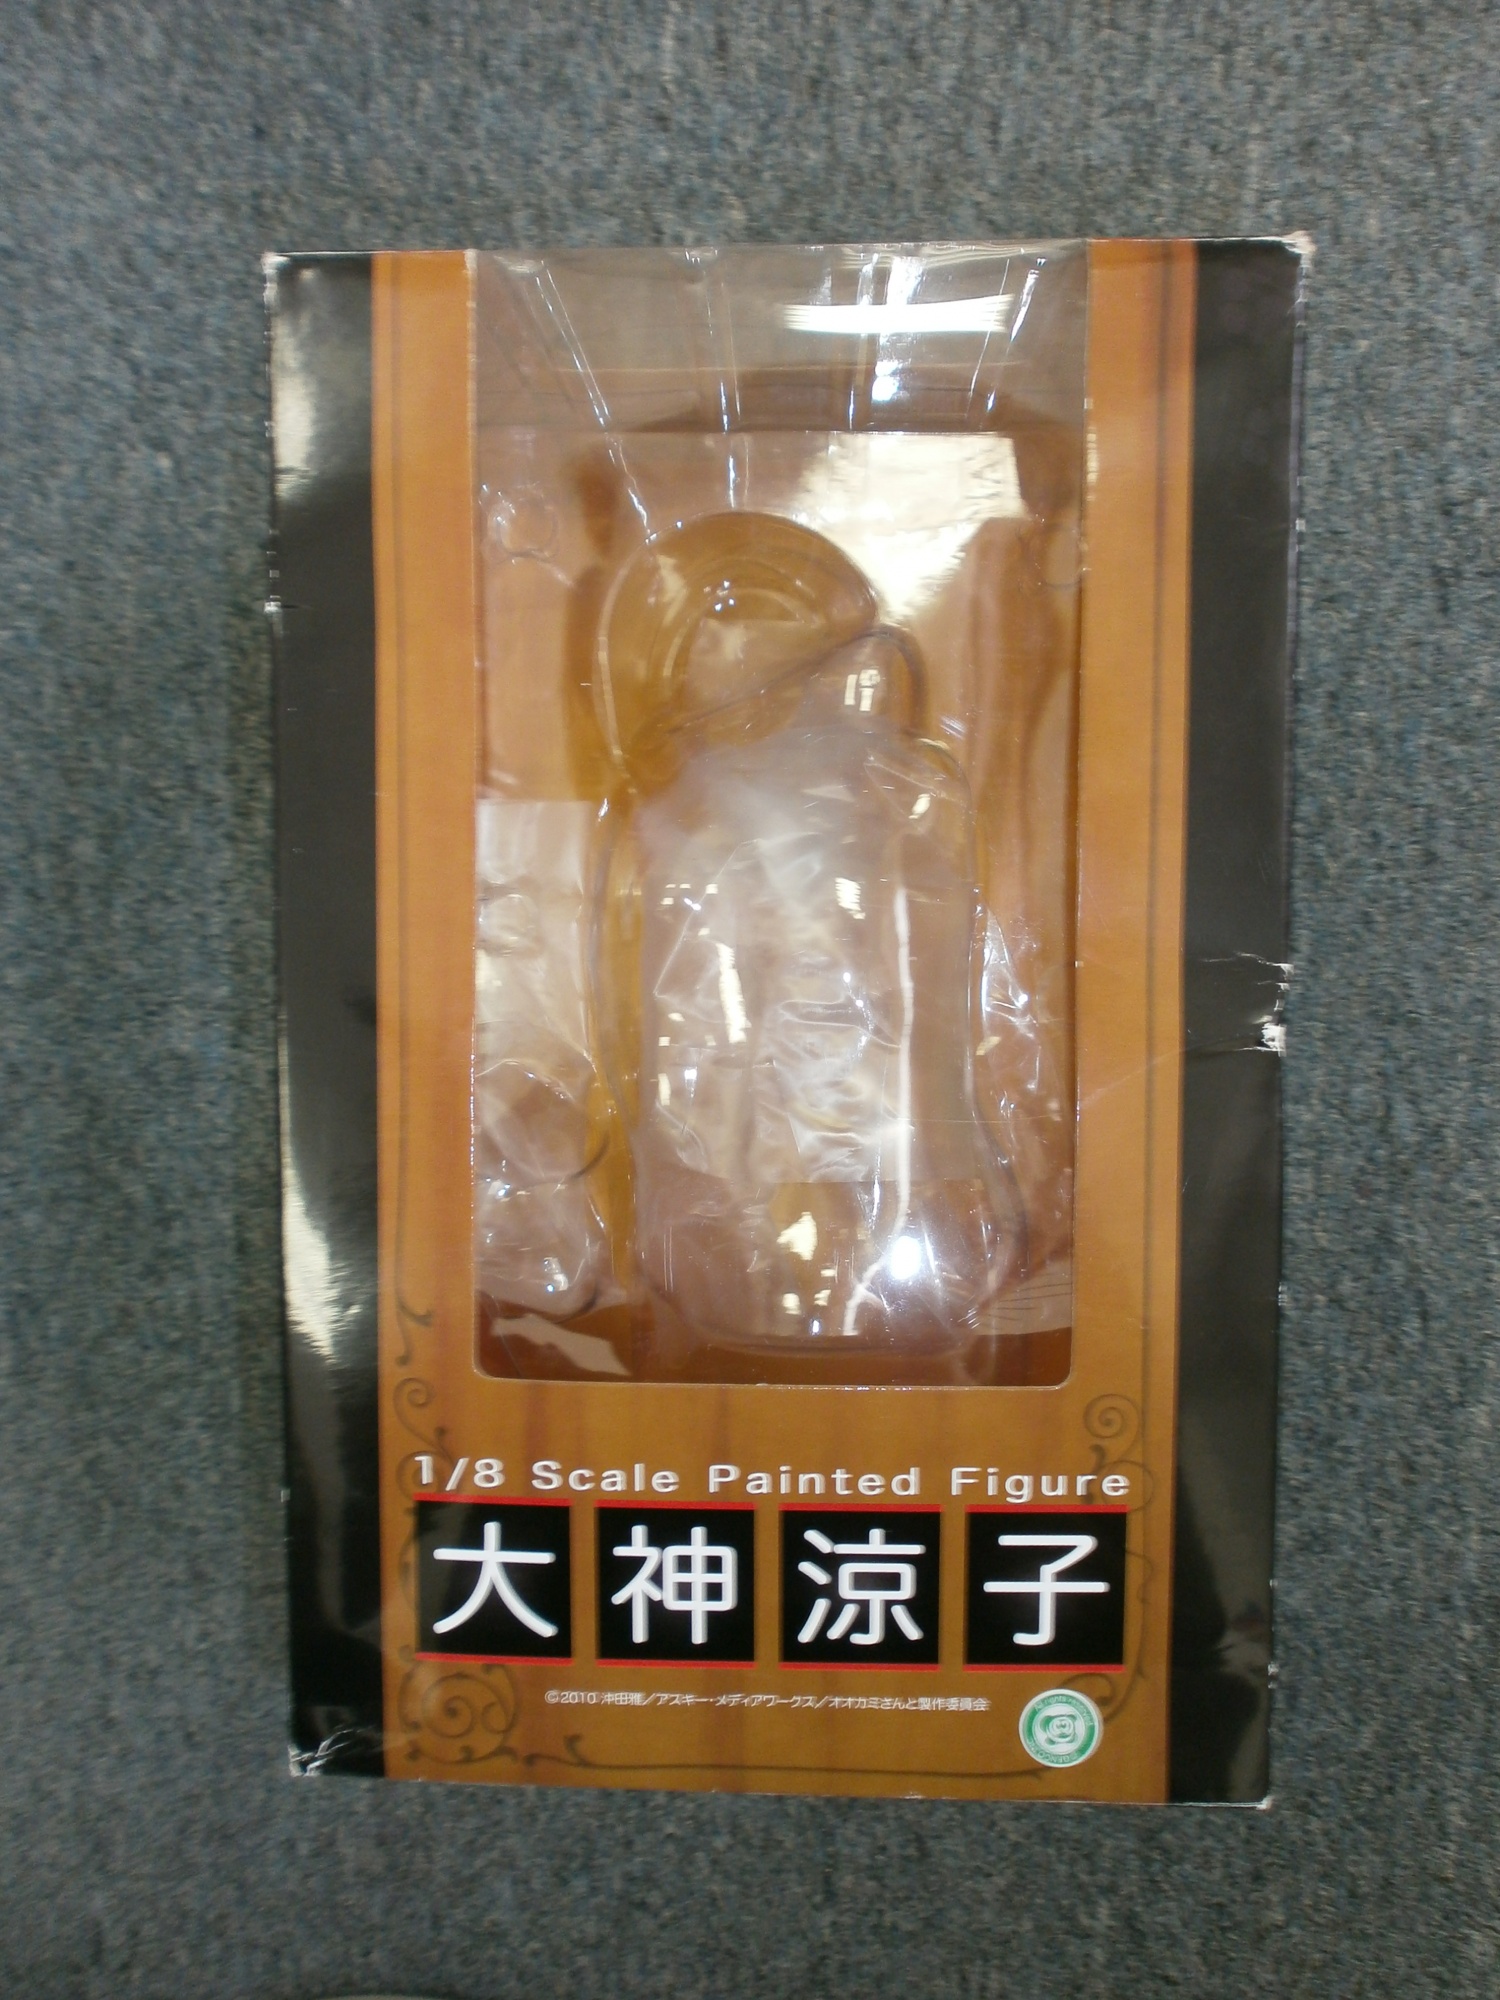 1/8 Scale Painted Figure
大神涼子
©2010 沖田雅／アスキー・メディアワークス／オオカミさんと製作委員会